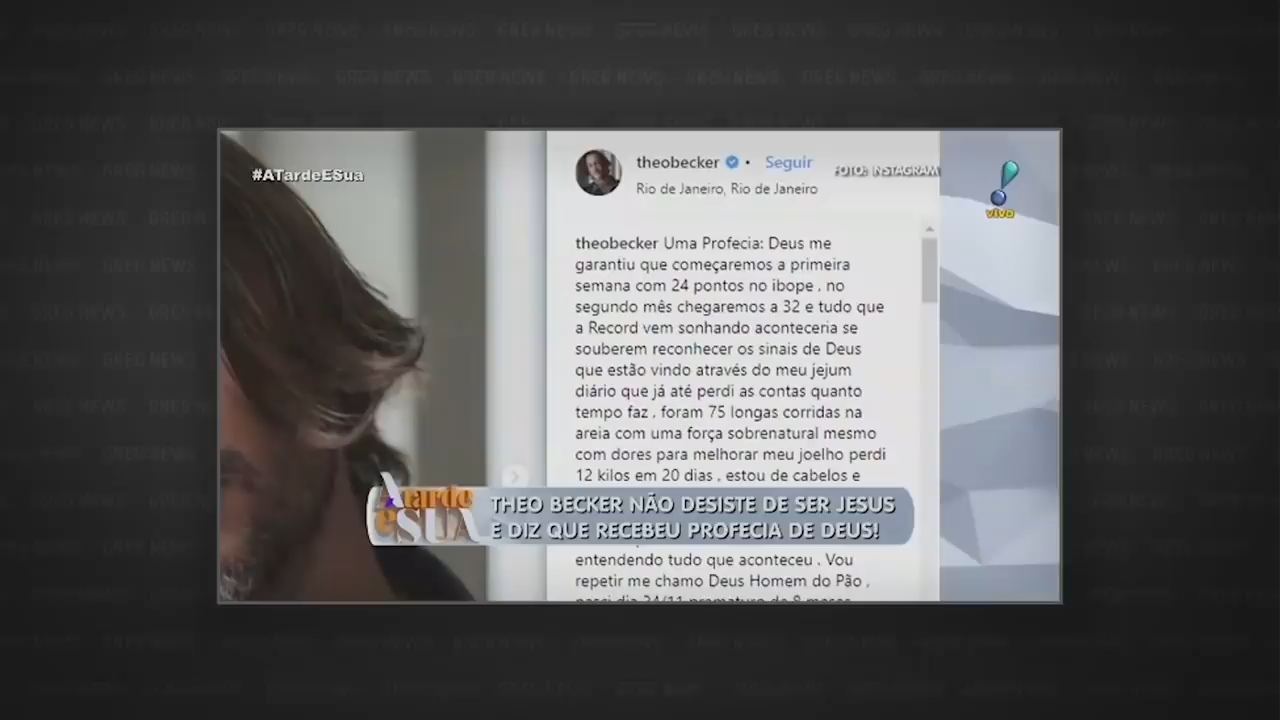 #ATardeESua
theobecker • Seguir
FOTO: INSTAGRAM
Rio de Janeiro, Rio de Janeiro
vivo
theobecker Uma Profecia: Deus me
garantiu que começaremos a primeira
semana com 24 pontos no ibope . no
segundo mês chegaremos a 32 e tudo que
a Record vem sonhando aconteceria se
souberem reconhecer os sinais de Deus
que estão vindo através do meu jejum
diário que já até perdi as contas quanto
tempo faz . foram 75 longas corridas na
areia com uma força sobrenatural mesmo
com dores para melhorar meu joelho perdi
12 kilos em 20 dias . estou de cabelos e
A tarde é SUA
THEO BECKER NÃO DESISTE DE SER JESUS
E DIZ QUE RECEBEU PROFECIA DE DEUS!
entendendo tudo que aconteceu . Vou
repetir me chamo Deus Homem do Pão .
GREG NEWS